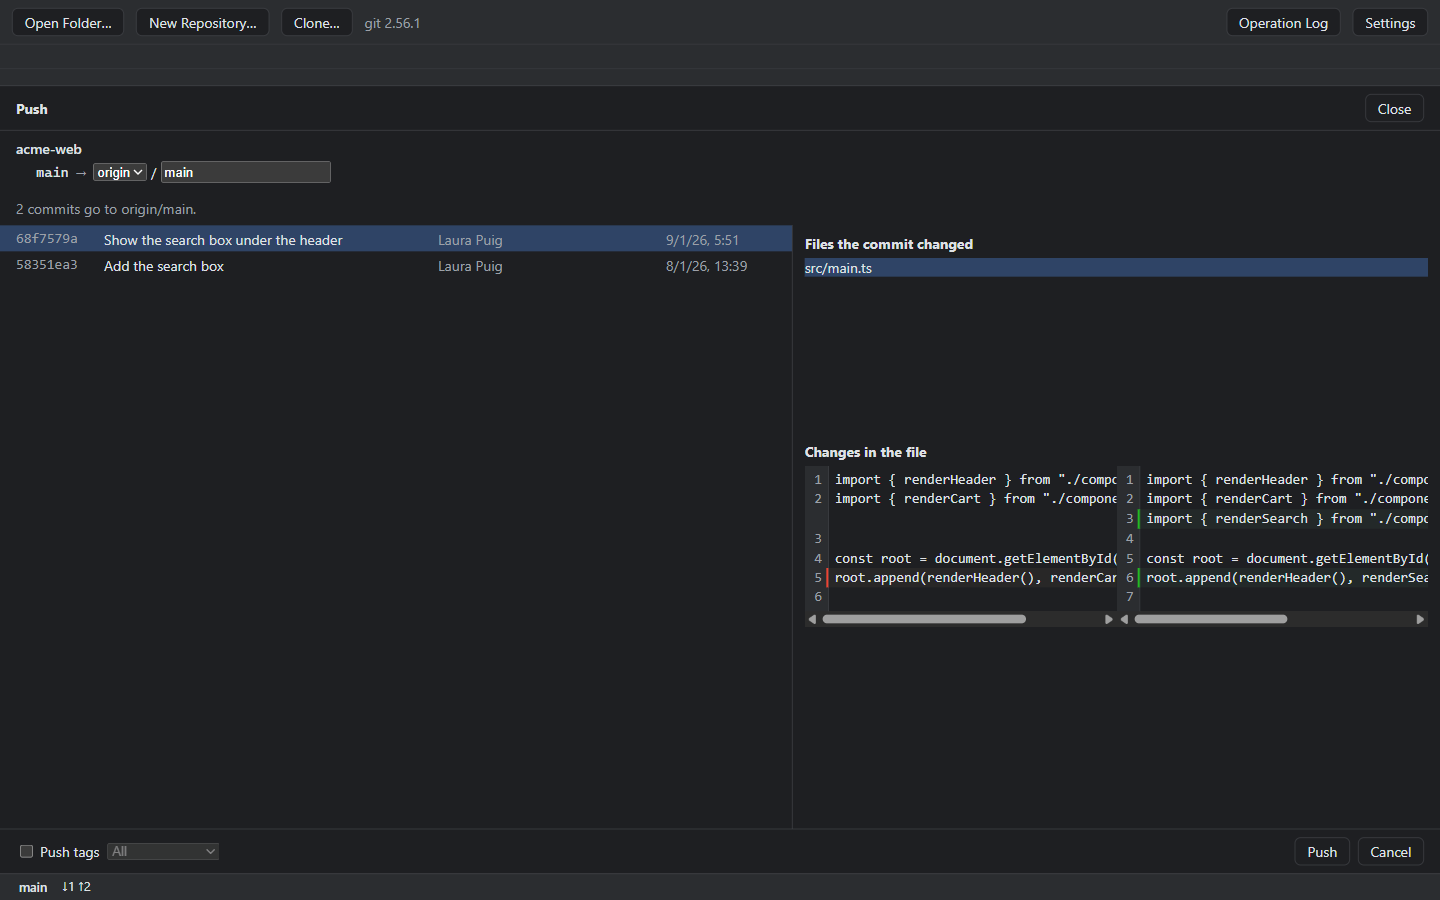 Open Folder... New Repository... Clone... git 2.56.1 Operation Log Settings
Push Close
acme-web
main → origin / main
2 commits go to origin/main.
68f7579a Show the search box under the header Laura Puig 9/1/26, 5:51
58351ea3 Add the search box Laura Puig 8/1/26, 13:39
Files the commit changed
src/main.ts
Changes in the file
1 import { renderHeader } from "./compo
2 import { renderCart } from "./compone
3
4 const root = document.getElementById(
5 root.append(renderHeader(), renderCar
6
1 import { renderHeader } from "./compo
2 import { renderCart } from "./compone
3 import { renderSearch } from "./compo
4
5 const root = document.getElementById(
6 root.append(renderHeader(), renderSea
7
Push tags All Push Cancel
main ↓1 ↑2